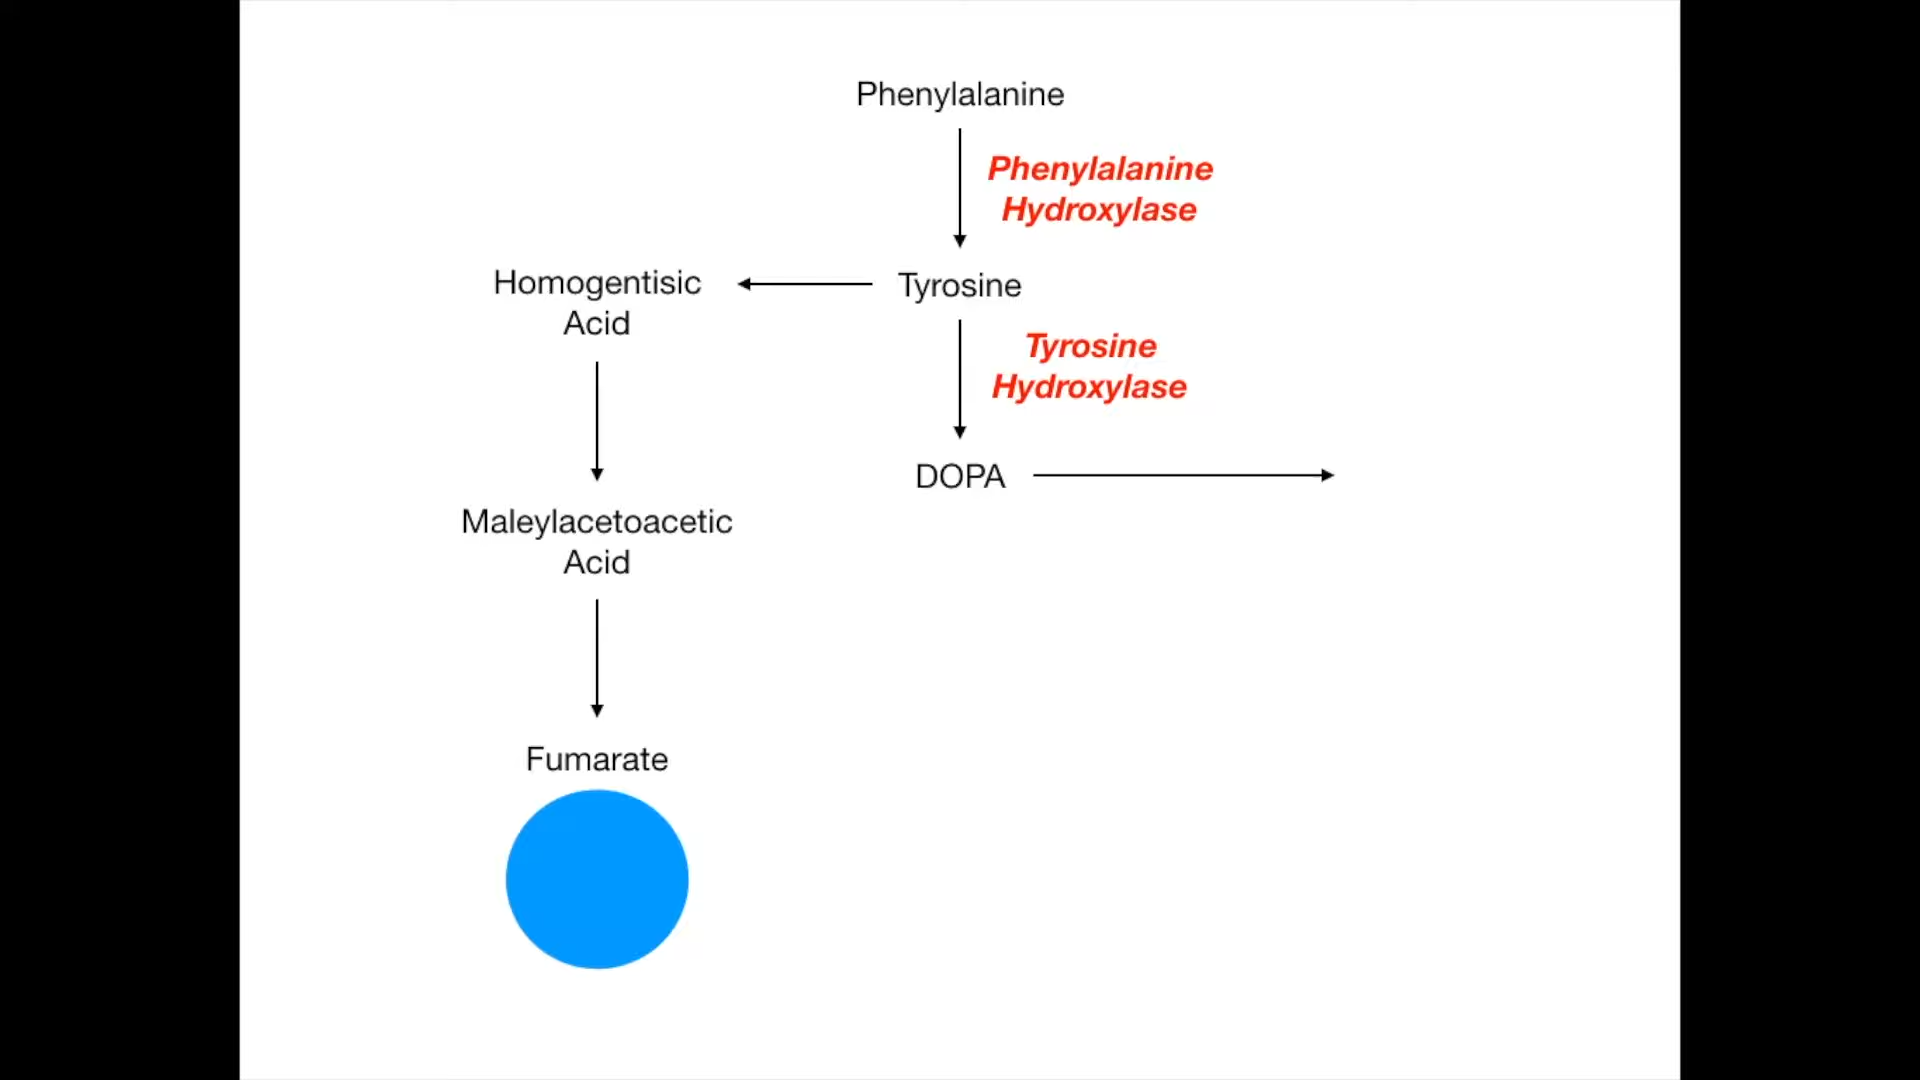 Phenylalanine
Phenylalanine
Hydroxylase
Homogentisic
Acid
Tyrosine
Tyrosine
Hydroxylase
DOPA
Maleylacetoacetic
Acid
Fumarate